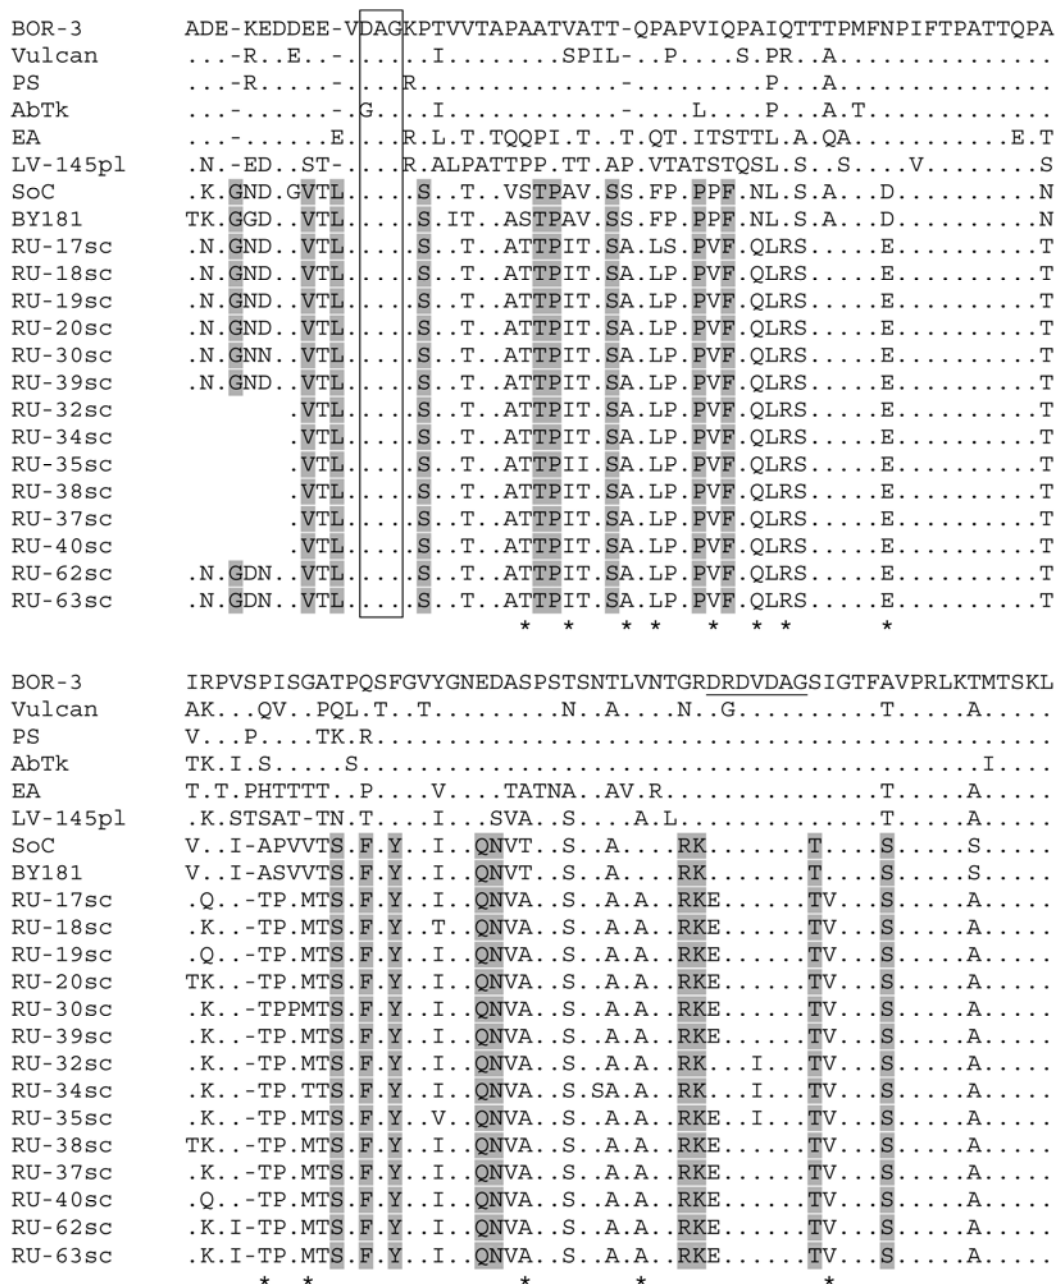 BOR-3 ADE-KEDDEE-VDAGKPTVVTAPAATVATT-QPAPVIQPAIQTTTPMFNPIFTPATTQPA
Vulcan ...-R..E..-......I........SPIL-..P....S.PR..A...............
PS ...-R.....-....R..............-.........P...A...............
AbTk ...-......-.G....I............-....L....P...A.T.............
EA ...-......E....R.L.T.TQQPI.T..T.QT.ITSTTL.A.QA...........E.T
LV-145pl .N.-ED..ST-....R.ALPATTPP.TT.AP.VTATSTQSL.S..S....V........S
SoC .K.GND.GVTL.....S..T..VSTPAV.SS.FP.PPF.NL.S.A...D..........N
BY181 TK.GGD..VTL.....S.IT..ASTPAV.SS.FP.PPF.NL.S.A...D..........N
RU-17sc .N.GND..VTL.....S..T..ATTPIT.SA.LS.PVF.QLRS.....E..........T
RU-18sc .N.GND..VTL.....S..T..ATTPIT.SA.LP.PVF.QLRS.....E..........T
RU-19sc .N.GND..VTL.....S..T..ATTPIT.SA.LP.PVF.QLRS.....E..........T
RU-20sc .N.GND..VTL.....S..T..ATTPIT.SA.LP.PVF.QLRS.....E..........T
RU-30sc .N.GNN..VTL.....S..T..ATTPIT.SA.LP.PVF.QLRS.....E..........T
RU-39sc .N.GND..VTL.....S..T..ATTPIT.SA.LP.PVF.QLRS.....E..........T
RU-32sc .VTL.....S..T..ATTPIT.SA.LP.PVF.QLRS.....E..........T
RU-34sc .VTL.....S..T..ATTPIT.SA.LP.PVF.QLRS.....E..........T
RU-35sc .VTL.....S..T..ATTPII.SA.LP.PVF.QLRS.....E..........T
RU-38sc .VTL.....S..T..ATTPIT.SA.LP.PVF.QLRS.....E..........T
RU-37sc .VTL.....S..T..ATTPIT.SA.LP.PVF.QLRS.....E..........T
RU-40sc .VTL.....S..T..ATTPIT.SA.LP.PVF.QLRS.....E..........T
RU-62sc .N.GDN..VTL.....S..T..ATTPIT.SA.LP.PVF.QLRS.....E..........T
RU-63sc .N.GDN..VTL.....S..T..ATTPIT.SA.LP.PVF.QLRS.....E..........T
* * * * * * * *
BOR-3 IRPVSPISGATPQSFGVYGNEDASPSTSNTLVNTGRDRDVDAGSIGTFAVPRLKTMTSKL
Vulcan AK...QV..PQL.T..T.........N..A....N..G..........T.....A.....
PS V...P....TK.R...............................................
AbTk TK.I.S.....S...........................................I....
EA T.T.PHTTTT..P....V....TATNA..AV.R...............T.....A.....
LV-145pl .K.STSAT-TN.T....I...SVA..S....A.L..............T.....A.....
SoC V..I-APVVTS.F.Y..I..QNVT..S..A....RK.......T....S.....S.....
BY181 V..I-ASVVTS.F.Y..I..QNVT..S..A....RK.......T....S.....S.....
RU-17sc .Q..-TP.MTS.F.Y..I..QNVA..S..A.A..RKE......TV...S.....A.....
RU-18sc .K..-TP.MTS.F.Y..T..QNVA..S..A.A..RKE......TV...S.....A.....
RU-19sc .Q..-TP.MTS.F.Y..I..QNVA..S..A.A..RKE......TV...S.....A.....
RU-20sc TK..-TP.MTS.F.Y..I..QNVA..S..A.A..RKE......TV...S.....A.....
RU-30sc .K..-TPPMTS.F.Y..I..QNVA..S..A.A..RKE......TV...S.....A.....
RU-39sc .K..-TP.MTS.F.Y..I..QNVA..S..A.A..RKE......TV...S.....A.....
RU-32sc .K..-TP.MTS.F.Y..I..QNVA..S..A.A..RK...I...TV...S.....A.....
RU-34sc .K..-TP.TTS.F.Y..I..QNVA..S.SA.A..RK...I...TV...S.....A.....
RU-35sc .K..-TP.MTS.F.Y..V..QNVA..S..A.A..RKE..I...TV...S.....A.....
RU-38sc TK..-TP.MTS.F.Y..I..QNVA..S..A.A..RKE......TV...S.....A.....
RU-37sc .K..-TP.MTS.F.Y..I..QNVA..S..A.A..RKE......TV...S.....A.....
RU-40sc .Q..-TP.MTS.F.Y..I..QNVA..S..A.A..RKE......TV...S.....A.....
RU-62sc .K.I-TP.MTS.F.Y..I..QNVA..S..A.A..RKE......TV...S.....A.....
RU-63sc .K.I-TP.MTS.F.Y..I..QNVA..S..A.A..RKE......TV...S.....A.....
* * * * *